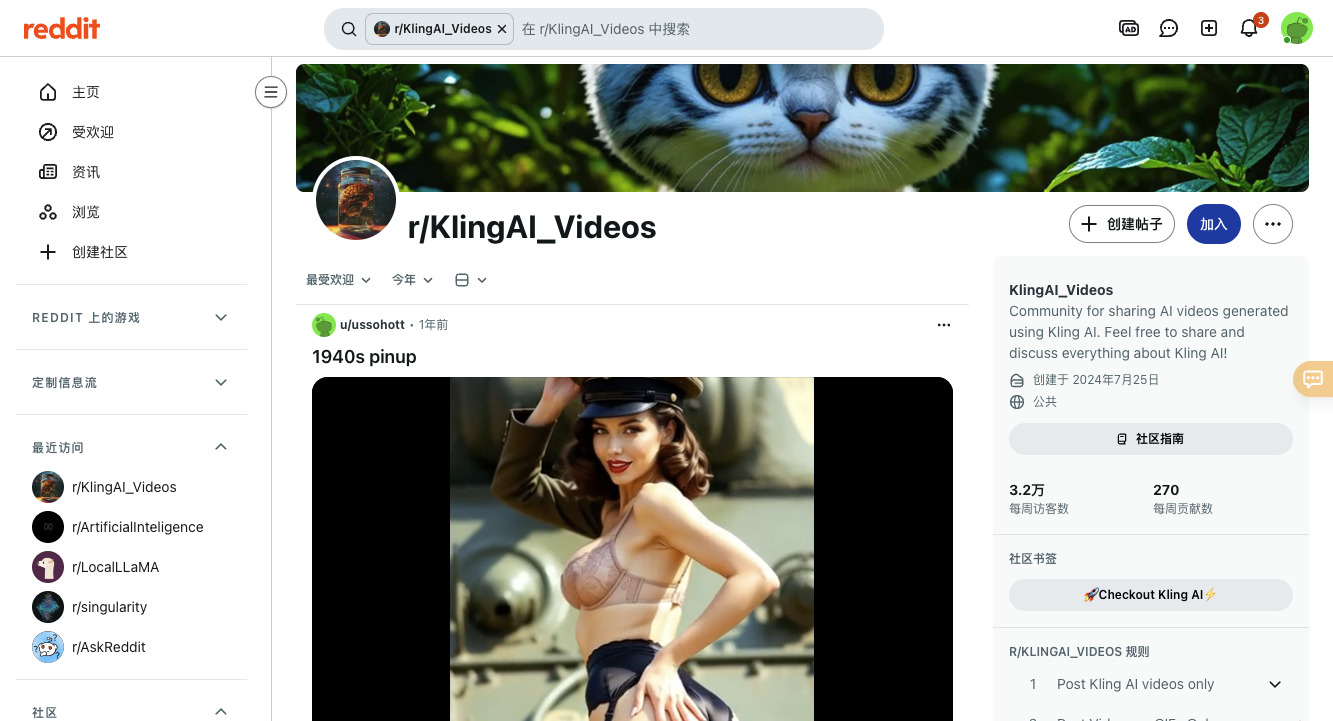 reddit
r/KlingAI_Videos
在 r/KlingAI_Videos 中搜索
AD
3
主页
受欢迎
资讯
浏览
创建社区
REDDIT 上的游戏
定制信息流
最近访问
r/KlingAI_Videos
r/ArtificialInteligence
r/LocalLLaMA
r/singularity
r/AskReddit
社区
r/KlingAI_Videos
创建帖子
加入
最受欢迎
今年
u/ussohott · 1年前
1940s pinup
KlingAI_Videos
Community for sharing AI videos generated
using Kling AI. Feel free to share and
discuss everything about Kling AI!
创建于 2024年7月25日
公共
社区指南
3.2万 270
每周访客数 每周贡献数
社区书签
🚀Checkout Kling AI⚡
R/KLINGAI_VIDEOS 规则
1 Post Kling AI videos only